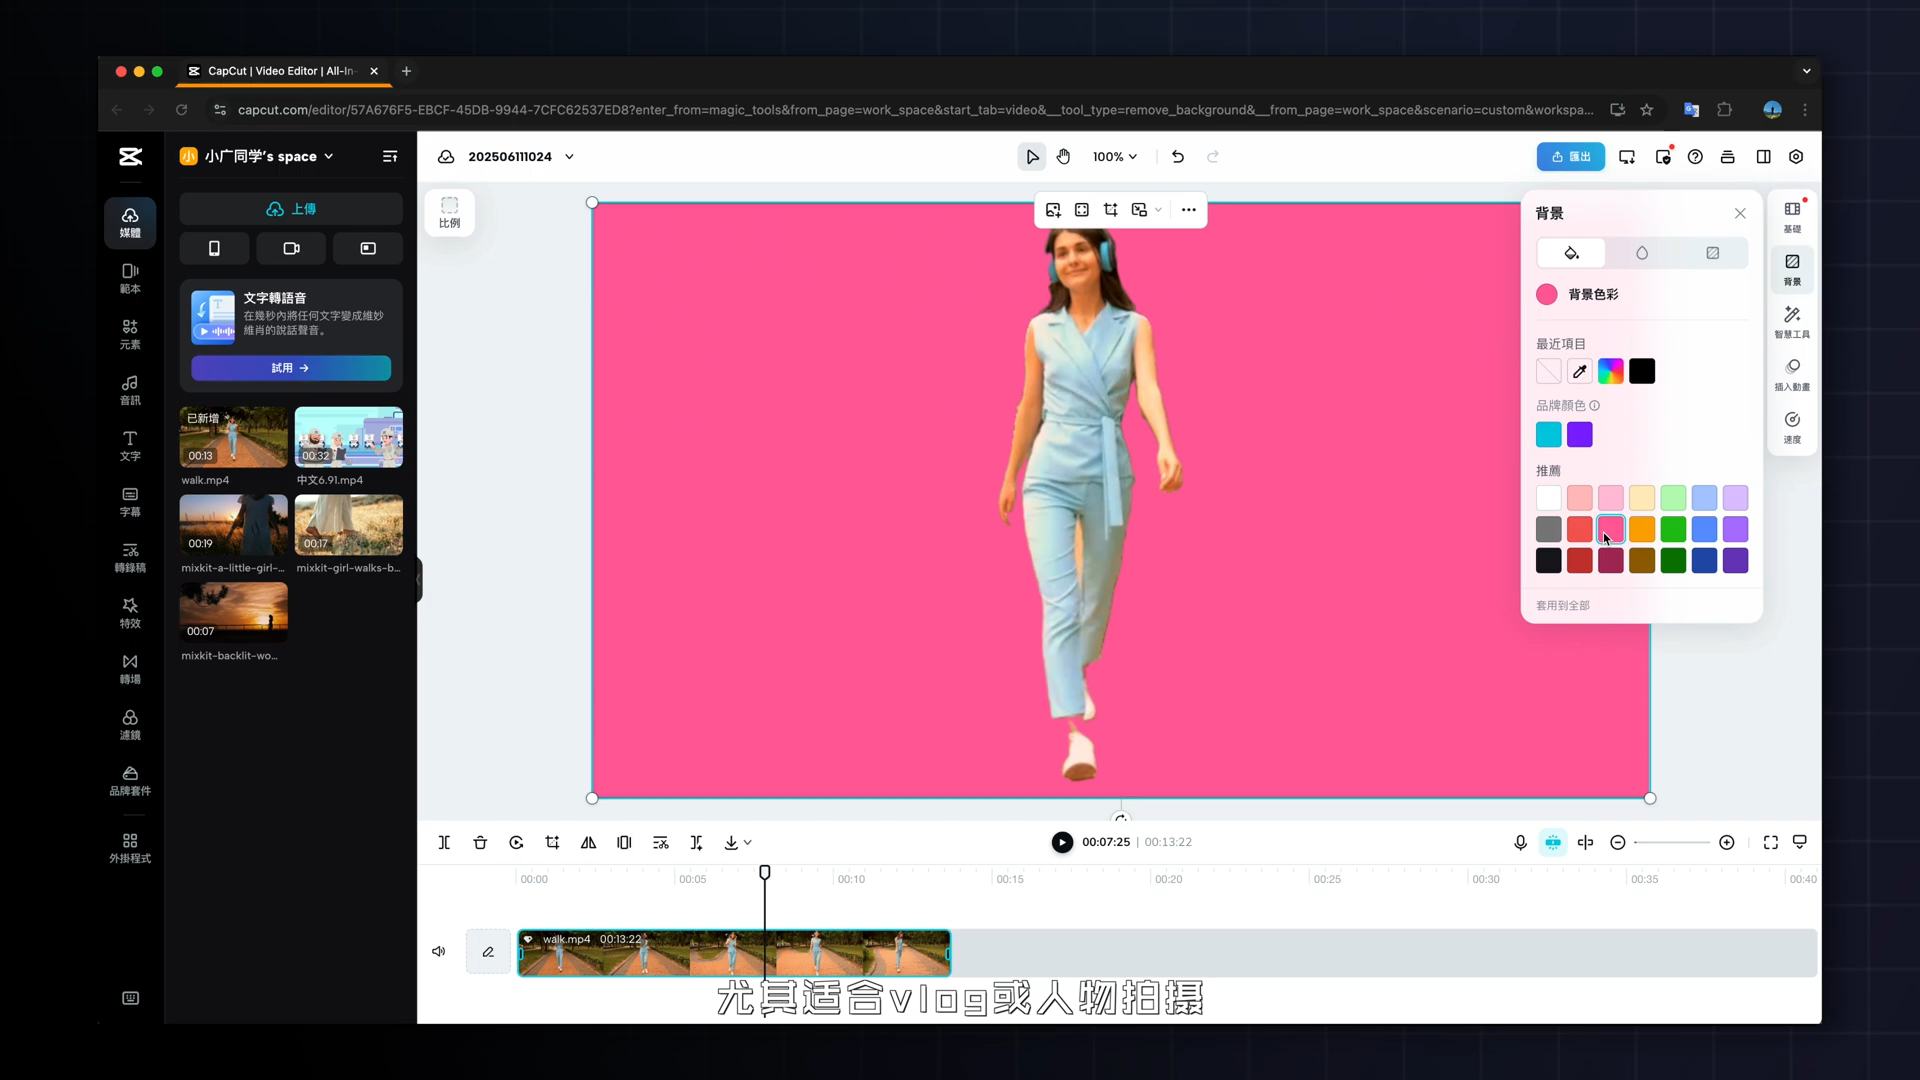 CapCut | Video Editor | All-In-
capcut.com/editor/57A676F5-EBCF-45DB-9944-7CFC62537ED8?enter_from=magic_tools&from_page=work_space&start_tab=video&__tool_type=remove_background&__from_page=work_space&scenario=custom&workspa...
小 小广同学's space
202506111024
100%
匯出
媒體
範本
元素
音訊
文字
字幕
轉錄稿
特效
轉場
濾鏡
品牌套件
外掛程式
上傳
文字轉語音
在幾秒內將任何文字變成維妙
維肖的說話聲音。
試用 →
已新增
00:13
00:32
walk.mp4
中文6.91.mp4
00:19
00:17
mixkit-a-little-girl-...
mixkit-girl-walks-b...
00:07
mixkit-backlit-wo...
比例
背景
背景色彩
最近項目
品牌顏色
推薦
套用到全部
基礎
背景
智慧工具
插入動畫
速度
00:07:25 | 00:13:22
00:00
00:05
00:10
00:15
00:20
00:25
00:30
00:35
00:40
walk.mp4 00:13:22
尤其适合vlog或人物拍摄